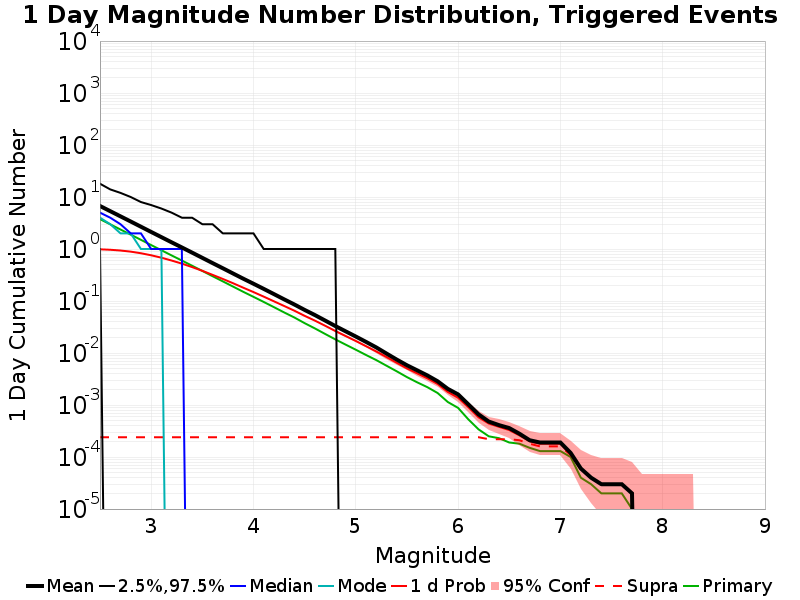 1 Day Magnitude Number Distribution, Triggered Events
1 Day Cumulative Number
10^4
10^3
10^2
10^1
10^0
10^-1
10^-2
10^-3
10^-4
10^-5
3 4 5 6 7 8 9
Magnitude
Mean 2.5%,97.5% Median Mode 1 d Prob 95% Conf Supra Primary